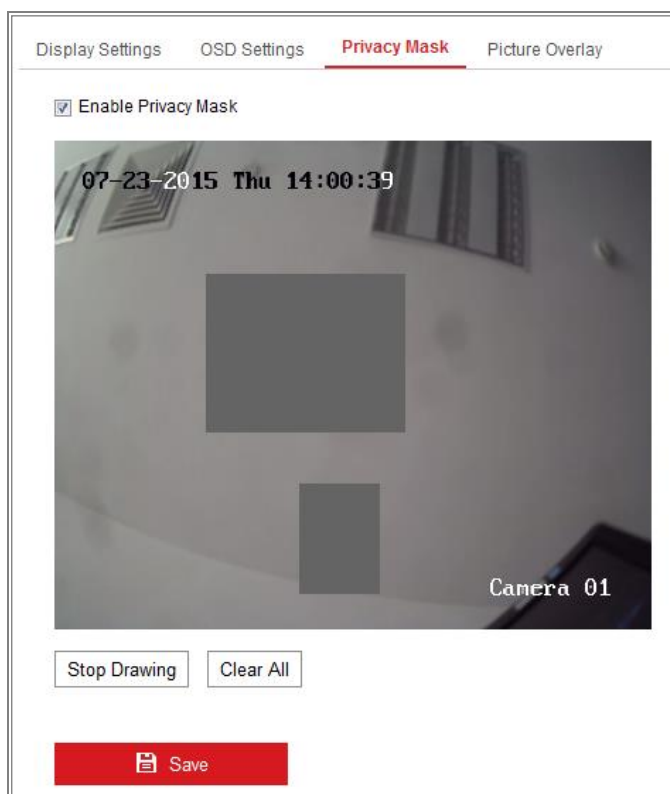 Display Settings OSD Settings Privacy Mask Picture Overlay
Enable Privacy Mask
07-23-2015 Thu 14:00:39
Camera 01
Stop Drawing Clear All
Save